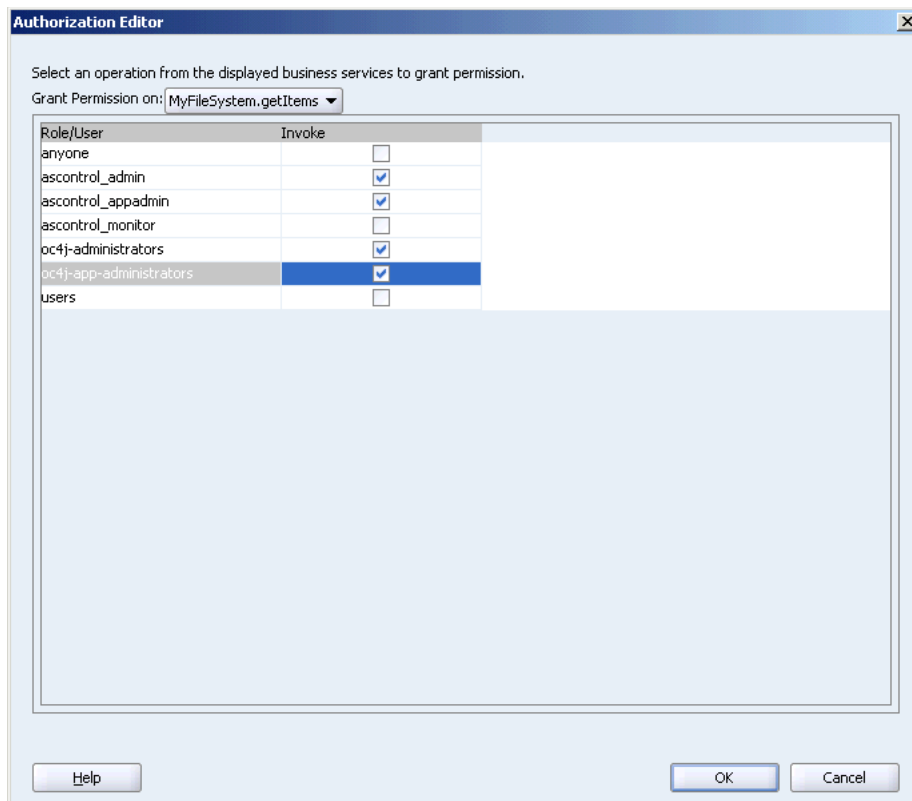 Authorization Editor
Select an operation from the displayed business services to grant permission.
Grant Permission on: MyFileSystem.getItems
Role/User Invoke
anyone
ascontrol_admin
ascontrol_appadmin
ascontrol_monitor
oc4j-administrators
oc4j-app-administrators
users
Help OK Cancel